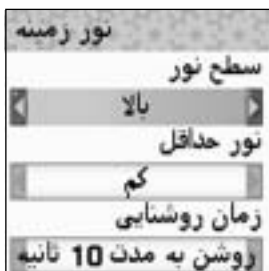 نور زمینه
سطح نور
بالا
نور حداقل
کم
زمان روشنایی
روشن به مدت 10 ثانیه